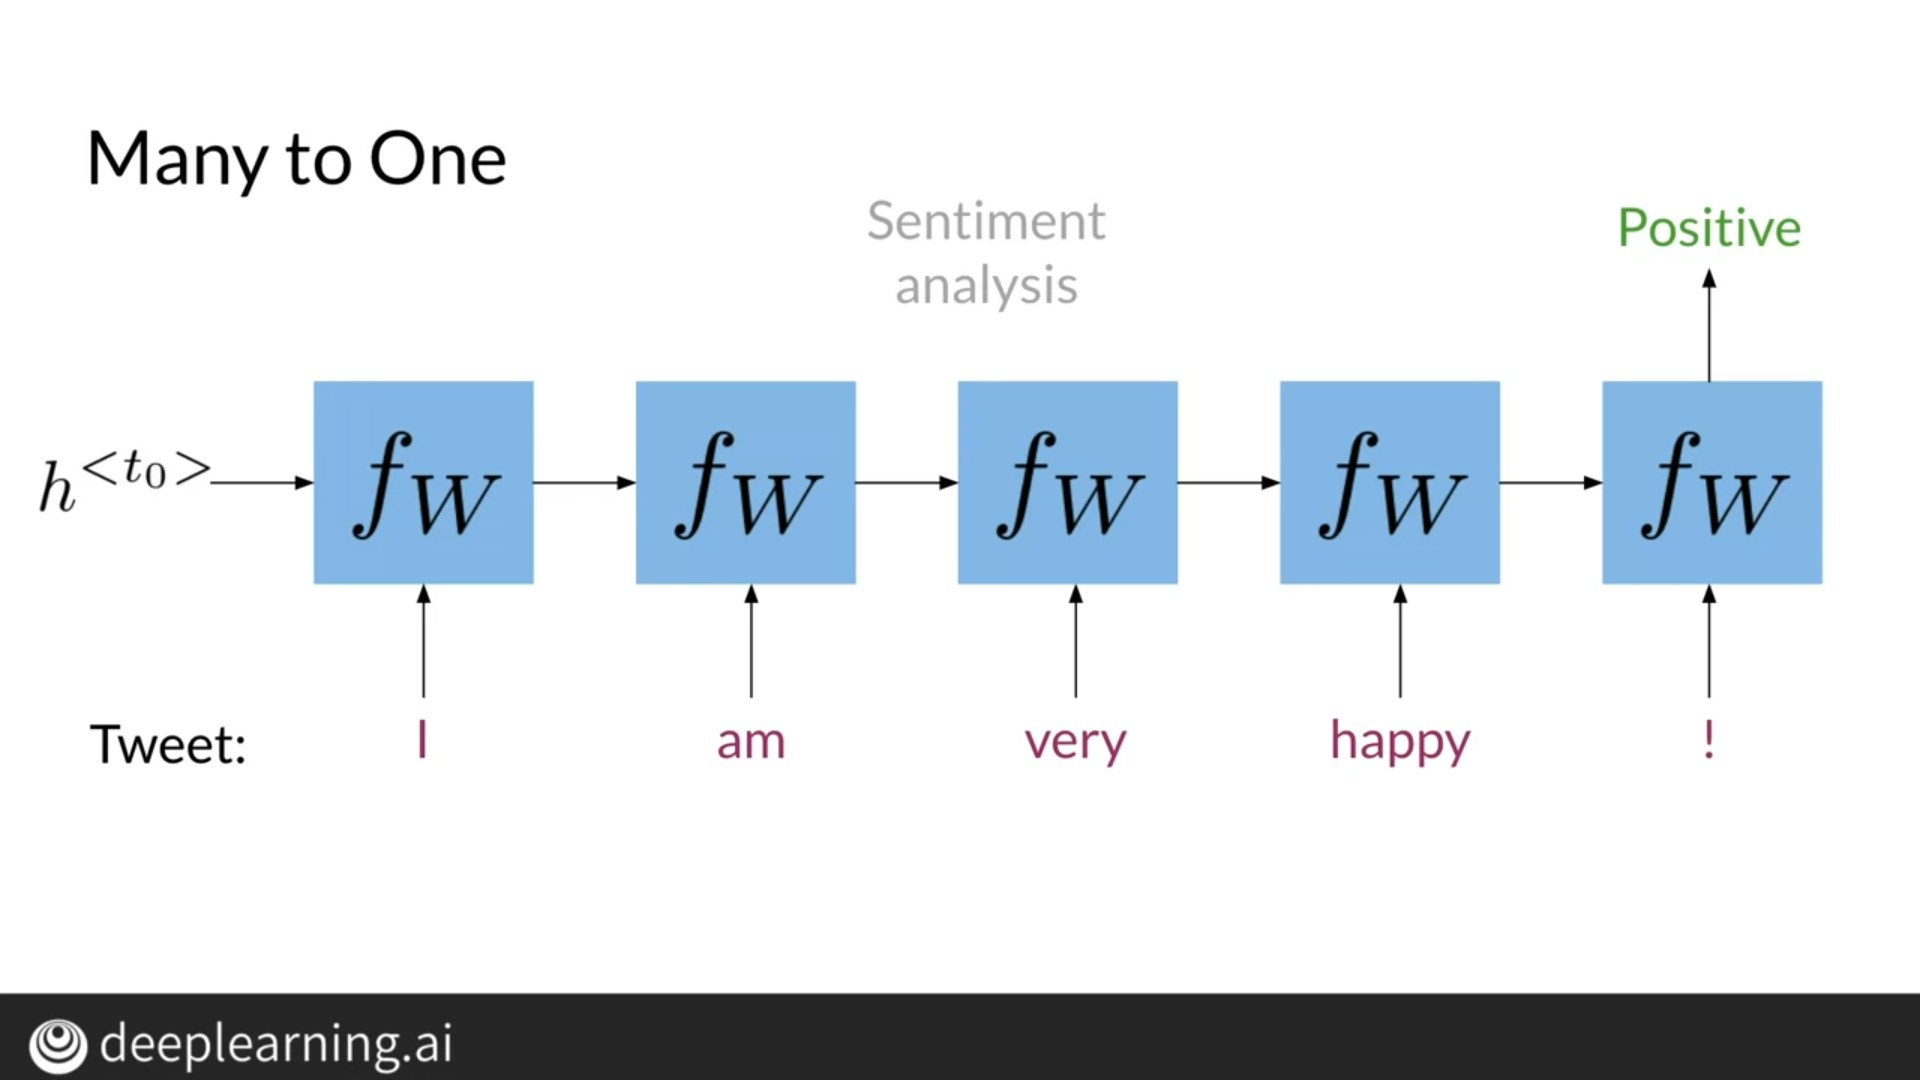 Many to One
Sentiment
analysis
Positive
h^{<t_0>} f_W f_W f_W f_W f_W
Tweet: I am very happy !
deeplearning.ai